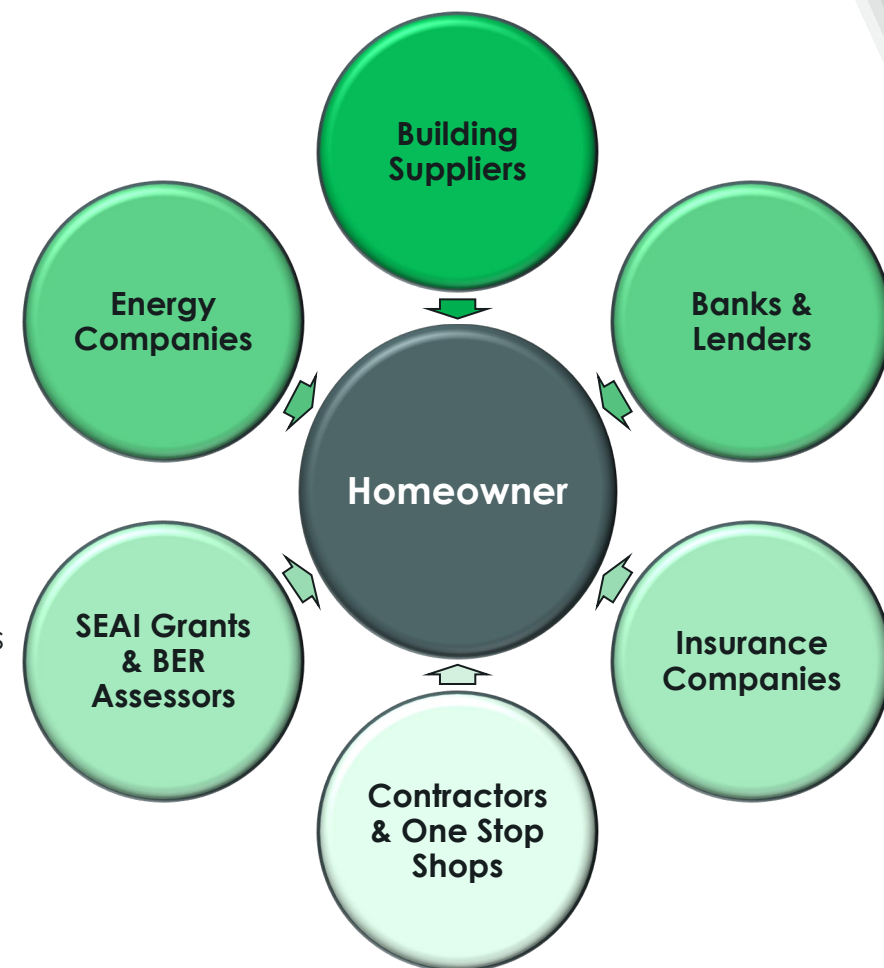 Building
Suppliers
Energy
Companies
Banks &
Lenders
Homeowner
SEAI Grants
& BER
Assessors
Insurance
Companies
Contractors
& One Stop
Shops